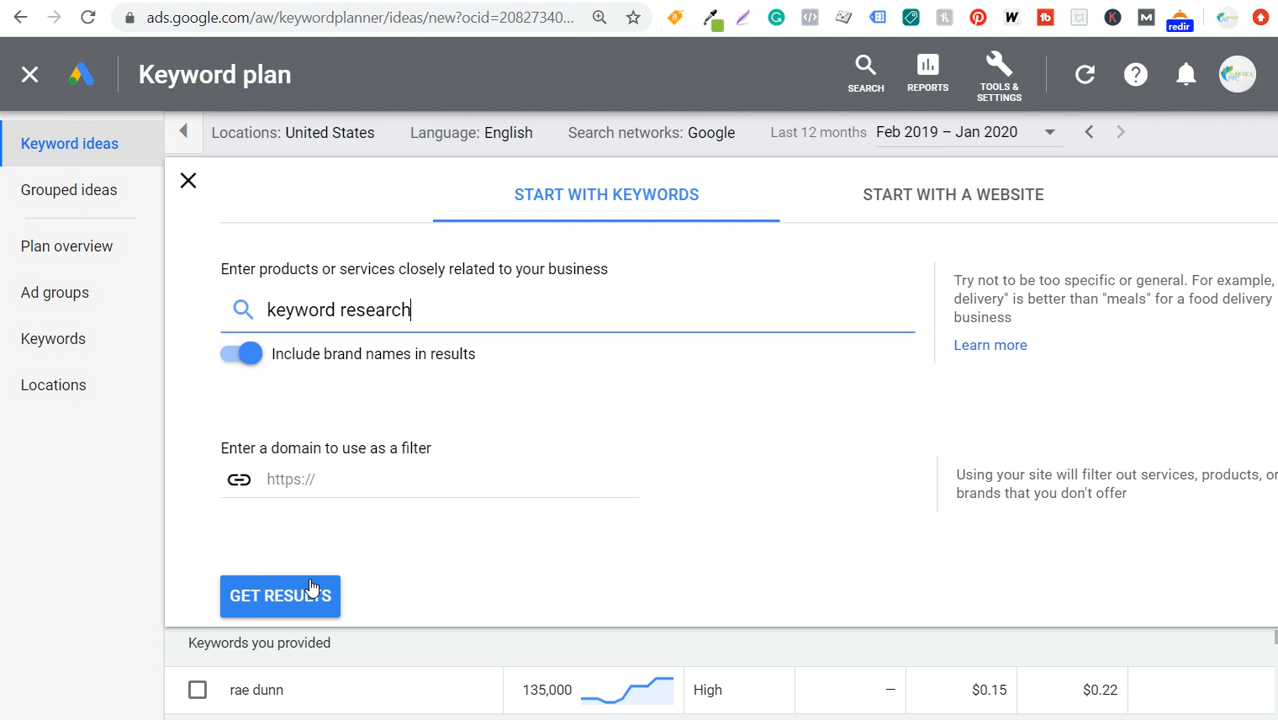 ads.google.com/aw/keywordplanner/ideas/new?ocid=20827340...
redir
Keyword plan
SEARCH
REPORTS
TOOLS &
SETTINGS
Keyword ideas
Grouped ideas
Plan overview
Ad groups
Keywords
Locations
Locations: United States
Language: English
Search networks: Google
Last 12 months Feb 2019 – Jan 2020
START WITH KEYWORDS
START WITH A WEBSITE
Enter products or services closely related to your business
keyword research
Include brand names in results
Try not to be too specific or general. For example,
delivery" is better than "meals" for a food delivery
business
Learn more
Enter a domain to use as a filter
https://
Using your site will filter out services, products, or
brands that you don't offer
GET RESULTS
Keywords you provided
rae dunn
135,000
High
–
$0.15
$0.22